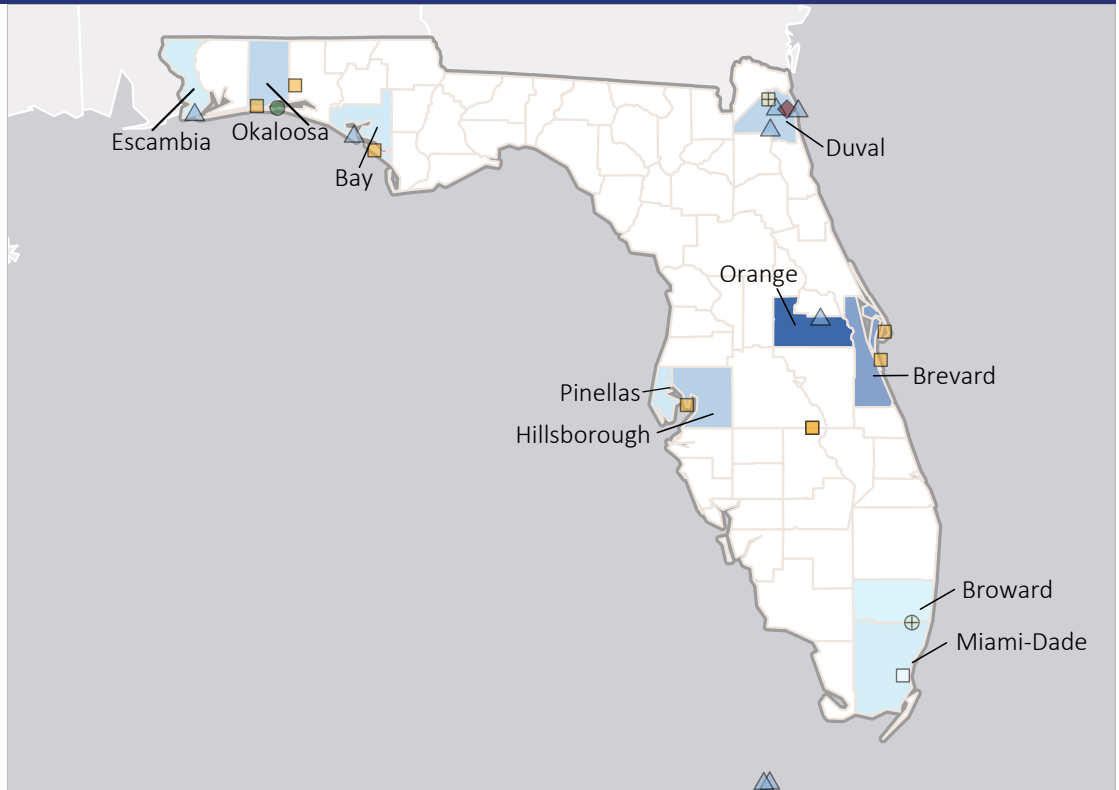 Escambia
Okaloosa
Bay
Duval
Orange
Brevard
Pinellas
Hillsborough
Broward
Miami-Dade